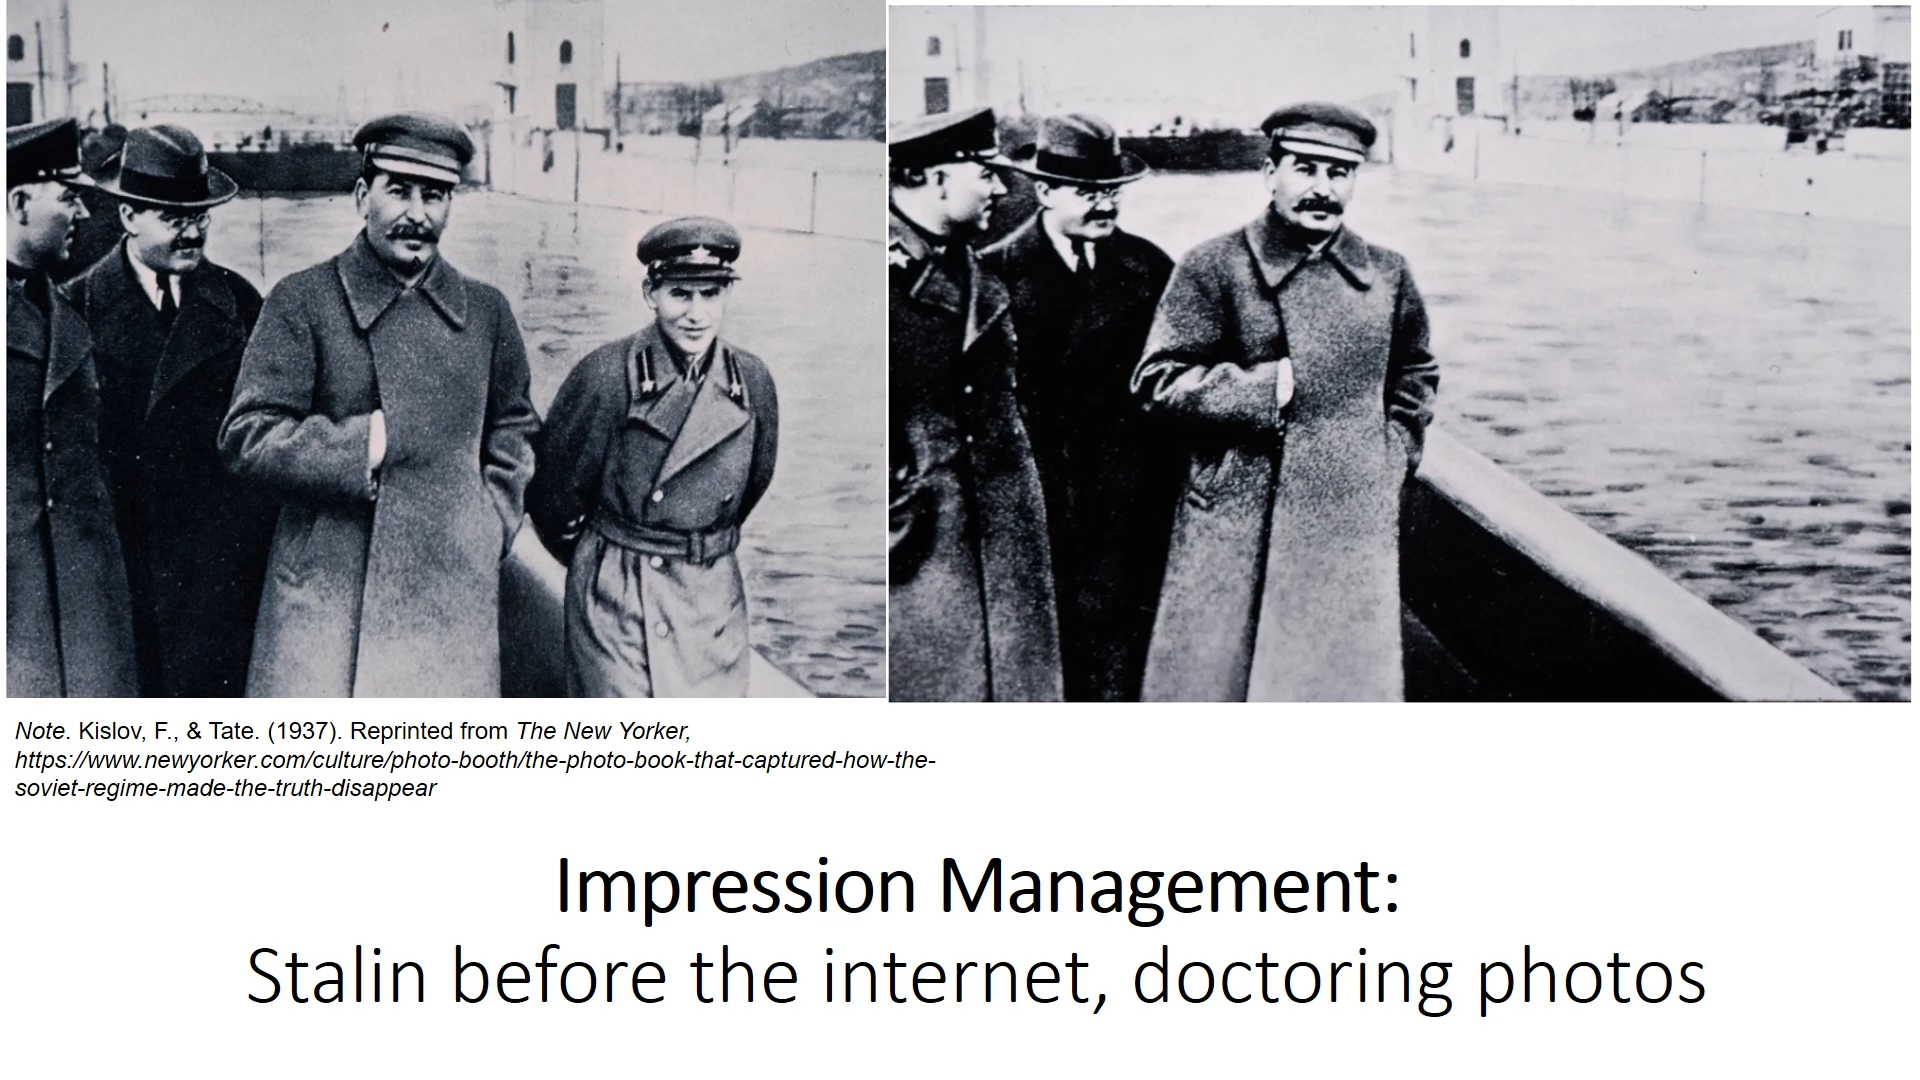 Note. Kislov, F., & Tate. (1937). Reprinted from The New Yorker,
https://www.newyorker.com/culture/photo-booth/the-photo-book-that-captured-how-the-
soviet-regime-made-the-truth-disappear
Impression Management:
Stalin before the internet, doctoring photos